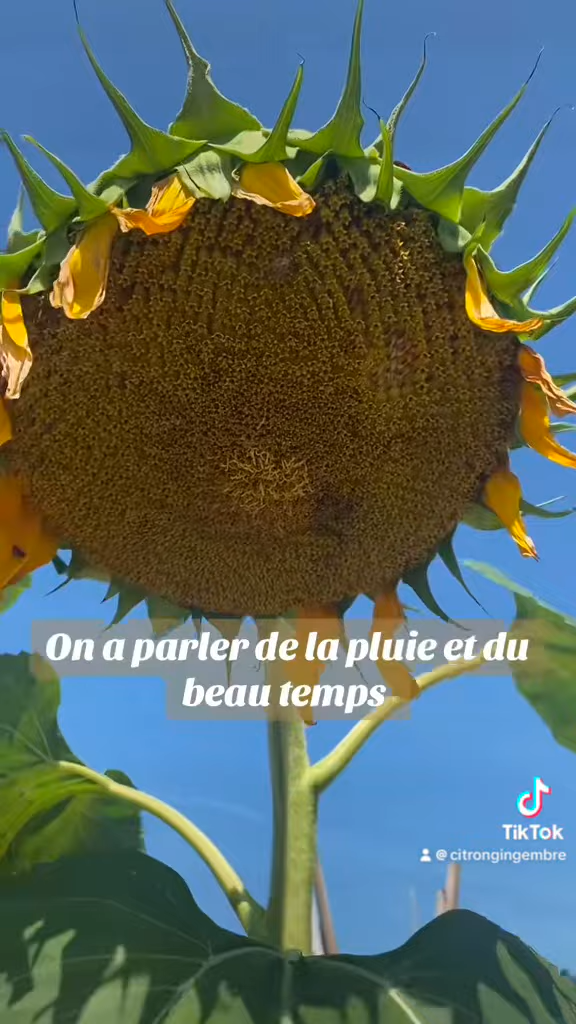 On a parler de la pluie et du
beau temps
TikTok
@citrongingembre